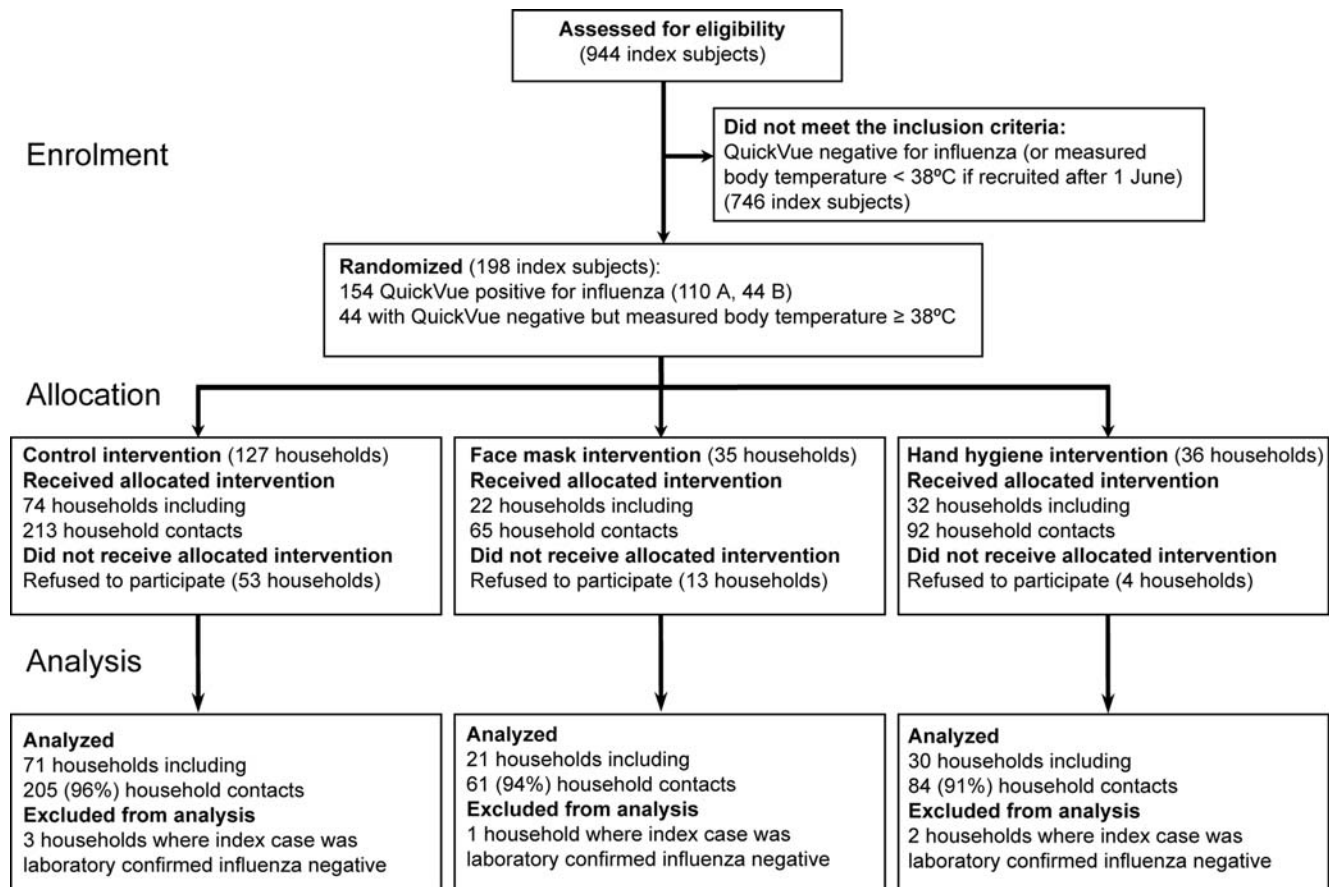 Assessed for eligibility
(944 index subjects)
Enrolment
Did not meet the inclusion criteria:
QuickVue negative for influenza (or measured
body temperature < 38ºC if recruited after 1 June)
(746 index subjects)
Randomized (198 index subjects):
154 QuickVue positive for influenza (110 A, 44 B)
44 with QuickVue negative but measured body temperature ≥ 38ºC
Allocation
Control intervention (127 households)
Received allocated intervention
74 households including
213 household contacts
Did not receive allocated intervention
Refused to participate (53 households)
Face mask intervention (35 households)
Received allocated intervention
22 households including
65 household contacts
Did not receive allocated intervention
Refused to participate (13 households)
Hand hygiene intervention (36 households)
Received allocated intervention
32 households including
92 household contacts
Did not receive allocated intervention
Refused to participate (4 households)
Analysis
Analyzed
71 households including
205 (96%) household contacts
Excluded from analysis
3 households where index case was
laboratory confirmed influenza negative
Analyzed
21 households including
61 (94%) household contacts
Excluded from analysis
1 household where index case was
laboratory confirmed influenza negative
Analyzed
30 households including
84 (91%) household contacts
Excluded from analysis
2 households where index case was
laboratory confirmed influenza negative